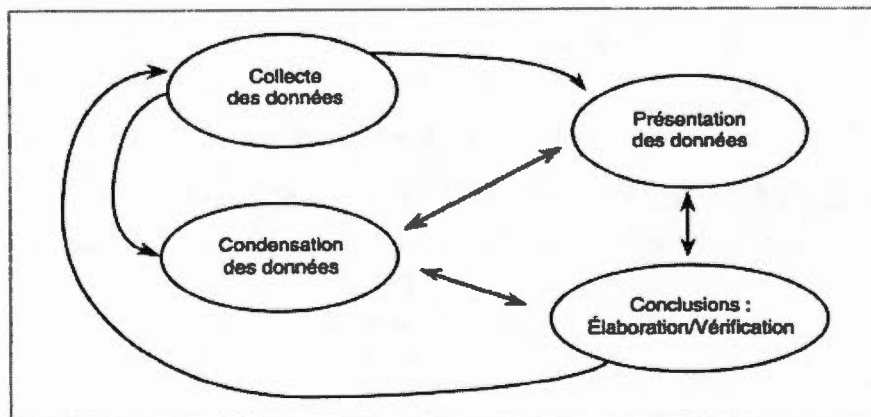 Collecte
des données
Présentation
des données
Condensation
des données
Conclusions :
Élaboration/Vérification